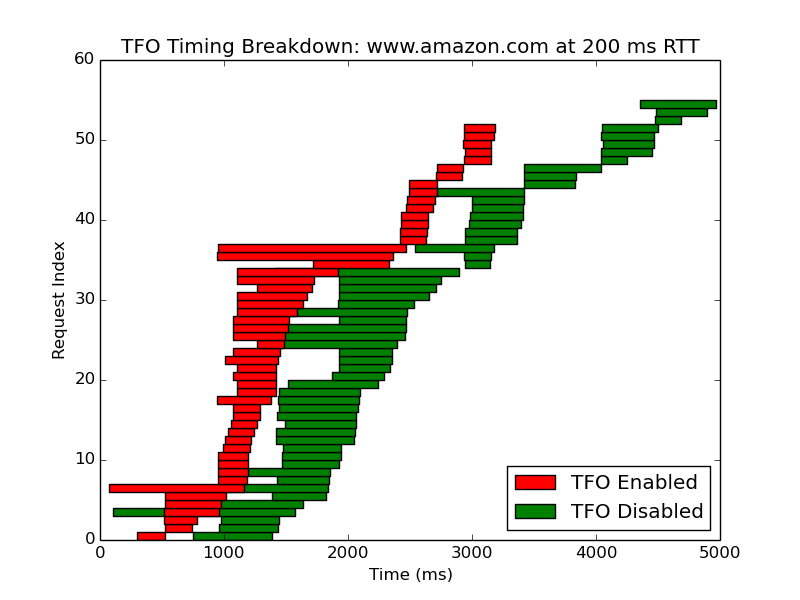 TFO Timing Breakdown: www.amazon.com at 200 ms RTT
60
50
40
30
20
10
0
Request Index
0 1000 2000 3000 4000 5000
Time (ms)
TFO Enabled
TFO Disabled